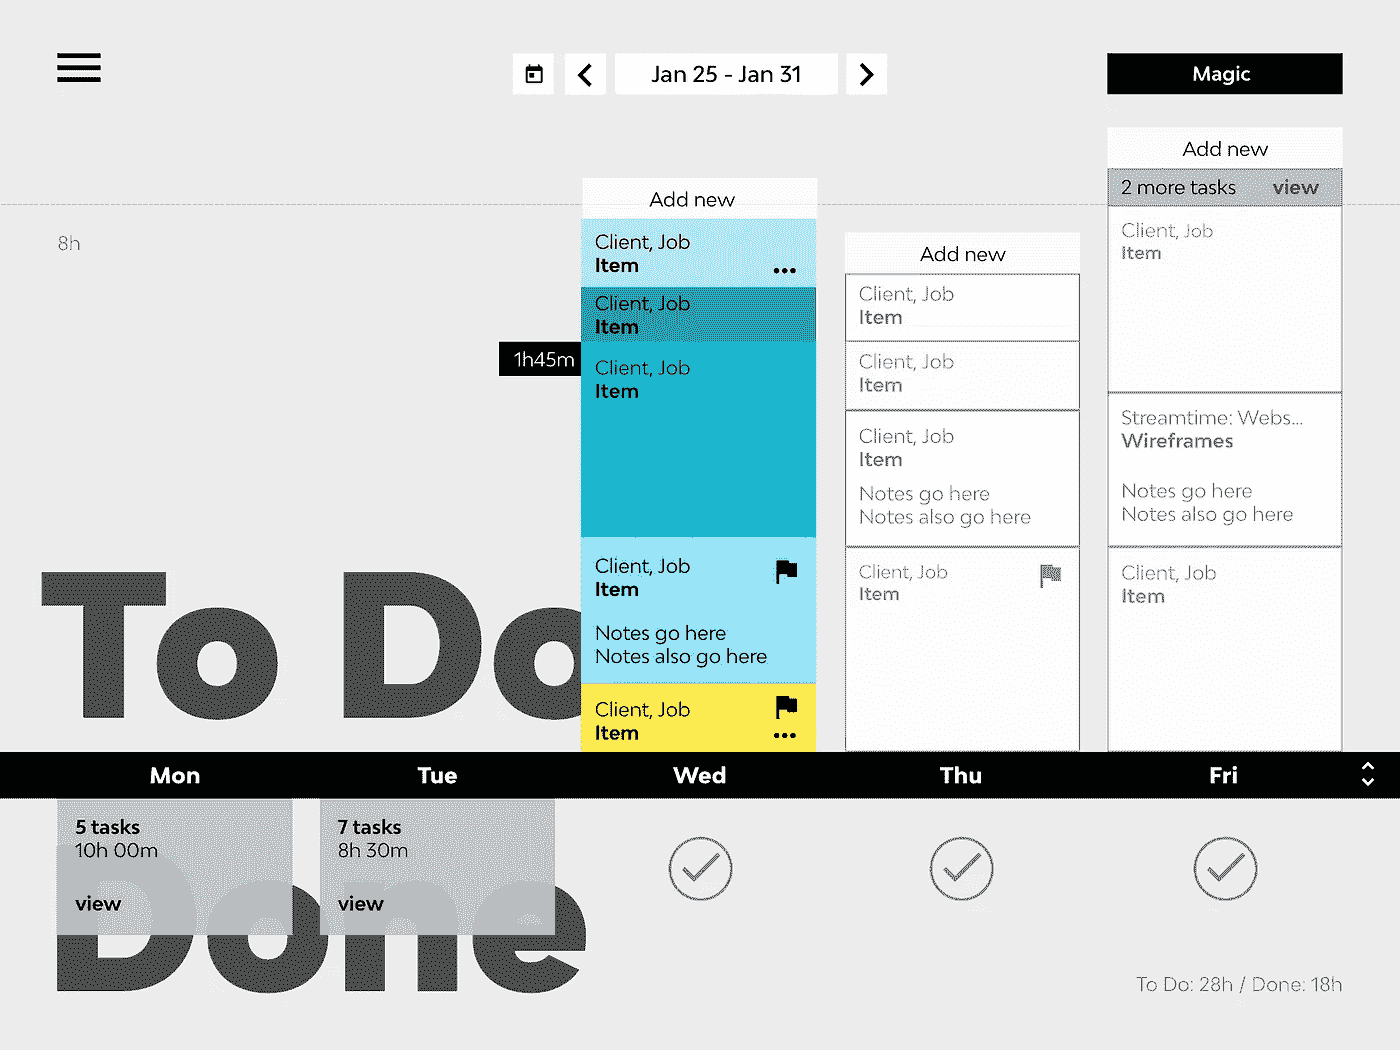 Jan 25 - Jan 31
Magic
8h
Add new
Client, Job
Item
Client, Job
Item
1h45m
Client, Job
Item
Client, Job
Item
Notes go here
Notes also go here
Client, Job
Item
Add new
Client, Job
Item
Client, Job
Item
Client, Job
Item
Notes go here
Notes also go here
Client, Job
Item
Add new
2 more tasks view
Client, Job
Item
Streamtime: Webs...
Wireframes
Notes go here
Notes also go here
Client, Job
Item
To Do
Mon Tue Wed Thu Fri
5 tasks
10h 00m
view
7 tasks
8h 30m
view
Done
To Do: 28h / Done: 18h